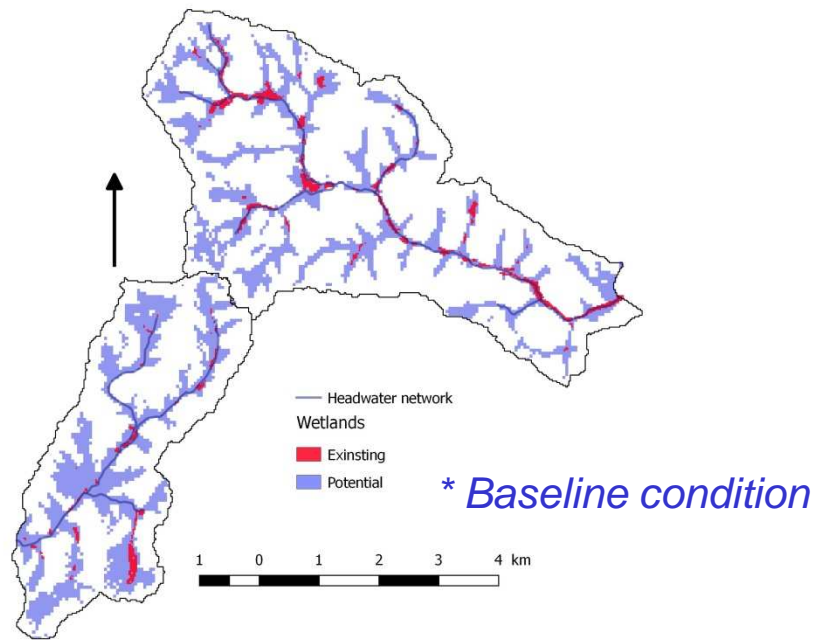 Headwater network
Wetlands
Exinsting
Potential
* Baseline condition
1 0 1 2 3 4 km